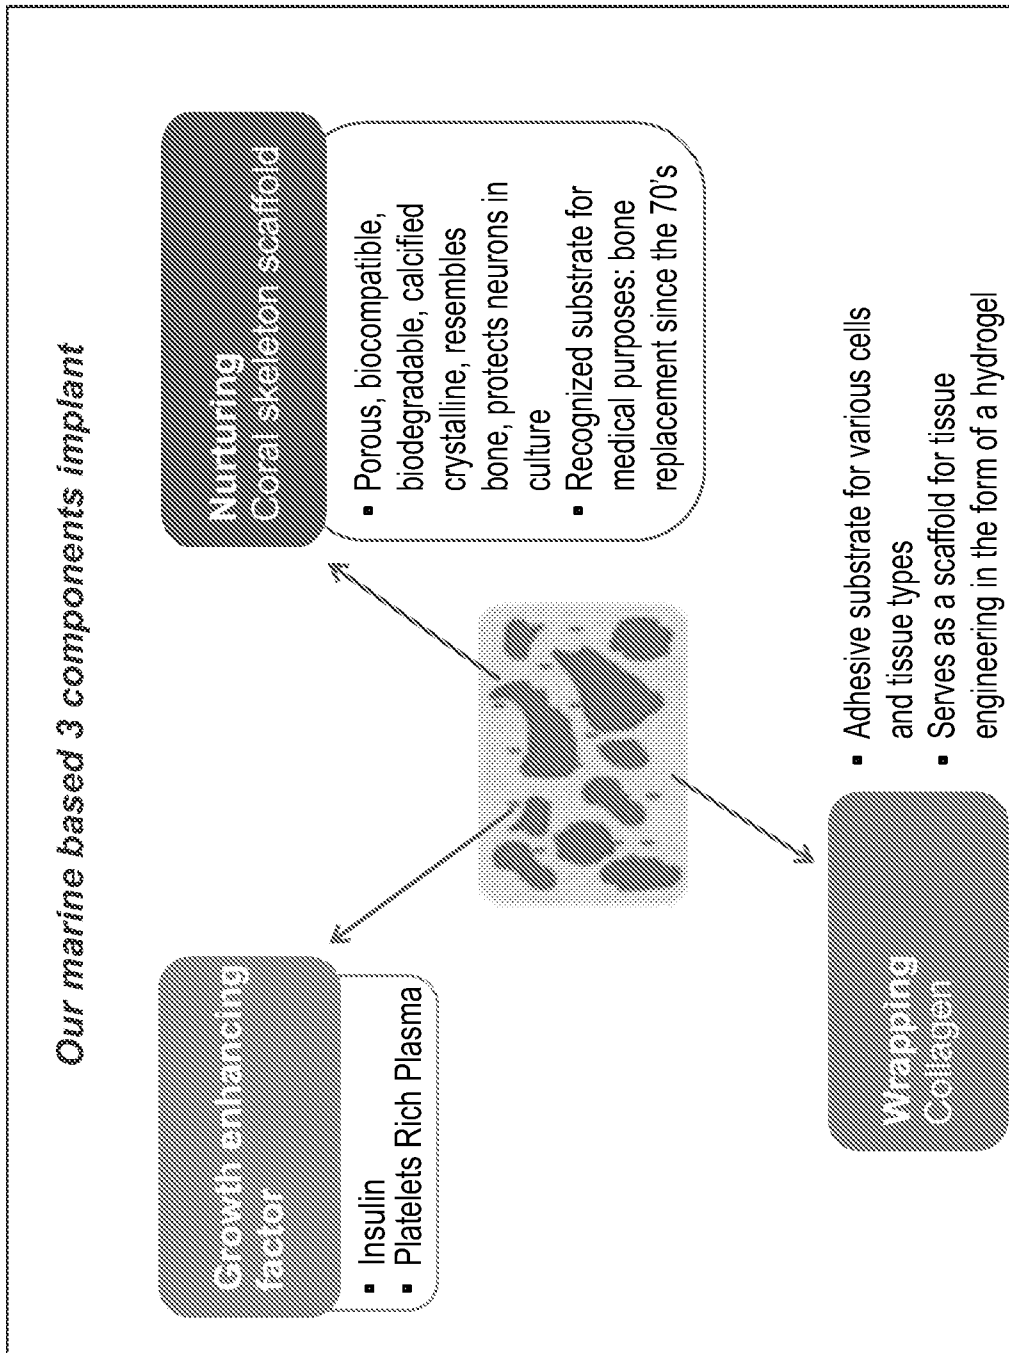 Our marine based 3 components implant
Growth enhancing
factor
▪ Insulin
▪ Platelets Rich Plasma
Nurturing
Coral skeleton scaffold
▪ Porous, biocompatible,
biodegradable, calcified
crystalline, resembles
bone, protects neurons in
culture
▪ Recognized substrate for
medical purposes: bone
replacement since the 70's
Wrapping
Collagen
▪ Adhesive substrate for various cells
and tissue types
▪ Serves as a scaffold for tissue
engineering in the form of a hydrogel